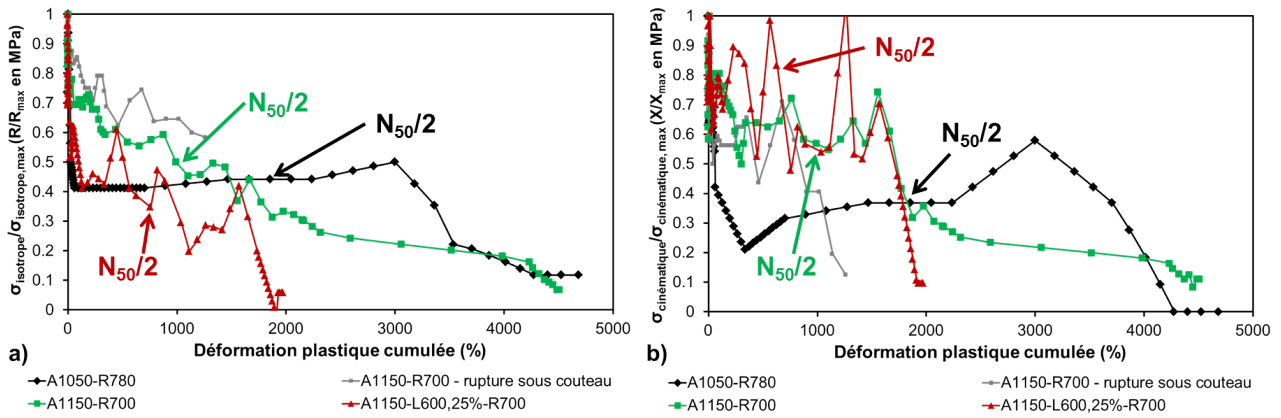 σisotrope/σisotrope,max (R/Rmax en MPa)
1
0.9
0.8
0.7
0.6
0.5
0.4
0.3
0.2
0.1
0
N50/2
N50/2
N50/2
0 1000 2000 3000 4000 5000
Déformation plastique cumulée (%)
a)
A1050-R780
A1150-R700 - rupture sous couteau
A1150-R700
A1150-L600,25%-R700
σcinématique/σcinématique, max (X/Xmax en MPa)
1
0.9
0.8
0.7
0.6
0.5
0.4
0.3
0.2
0.1
0
N50/2
N50/2
N50/2
0 1000 2000 3000 4000 5000
Déformation plastique cumulée (%)
b)
A1050-R780
A1150-R700 - rupture sous couteau
A1150-R700
A1150-L600,25%-R700